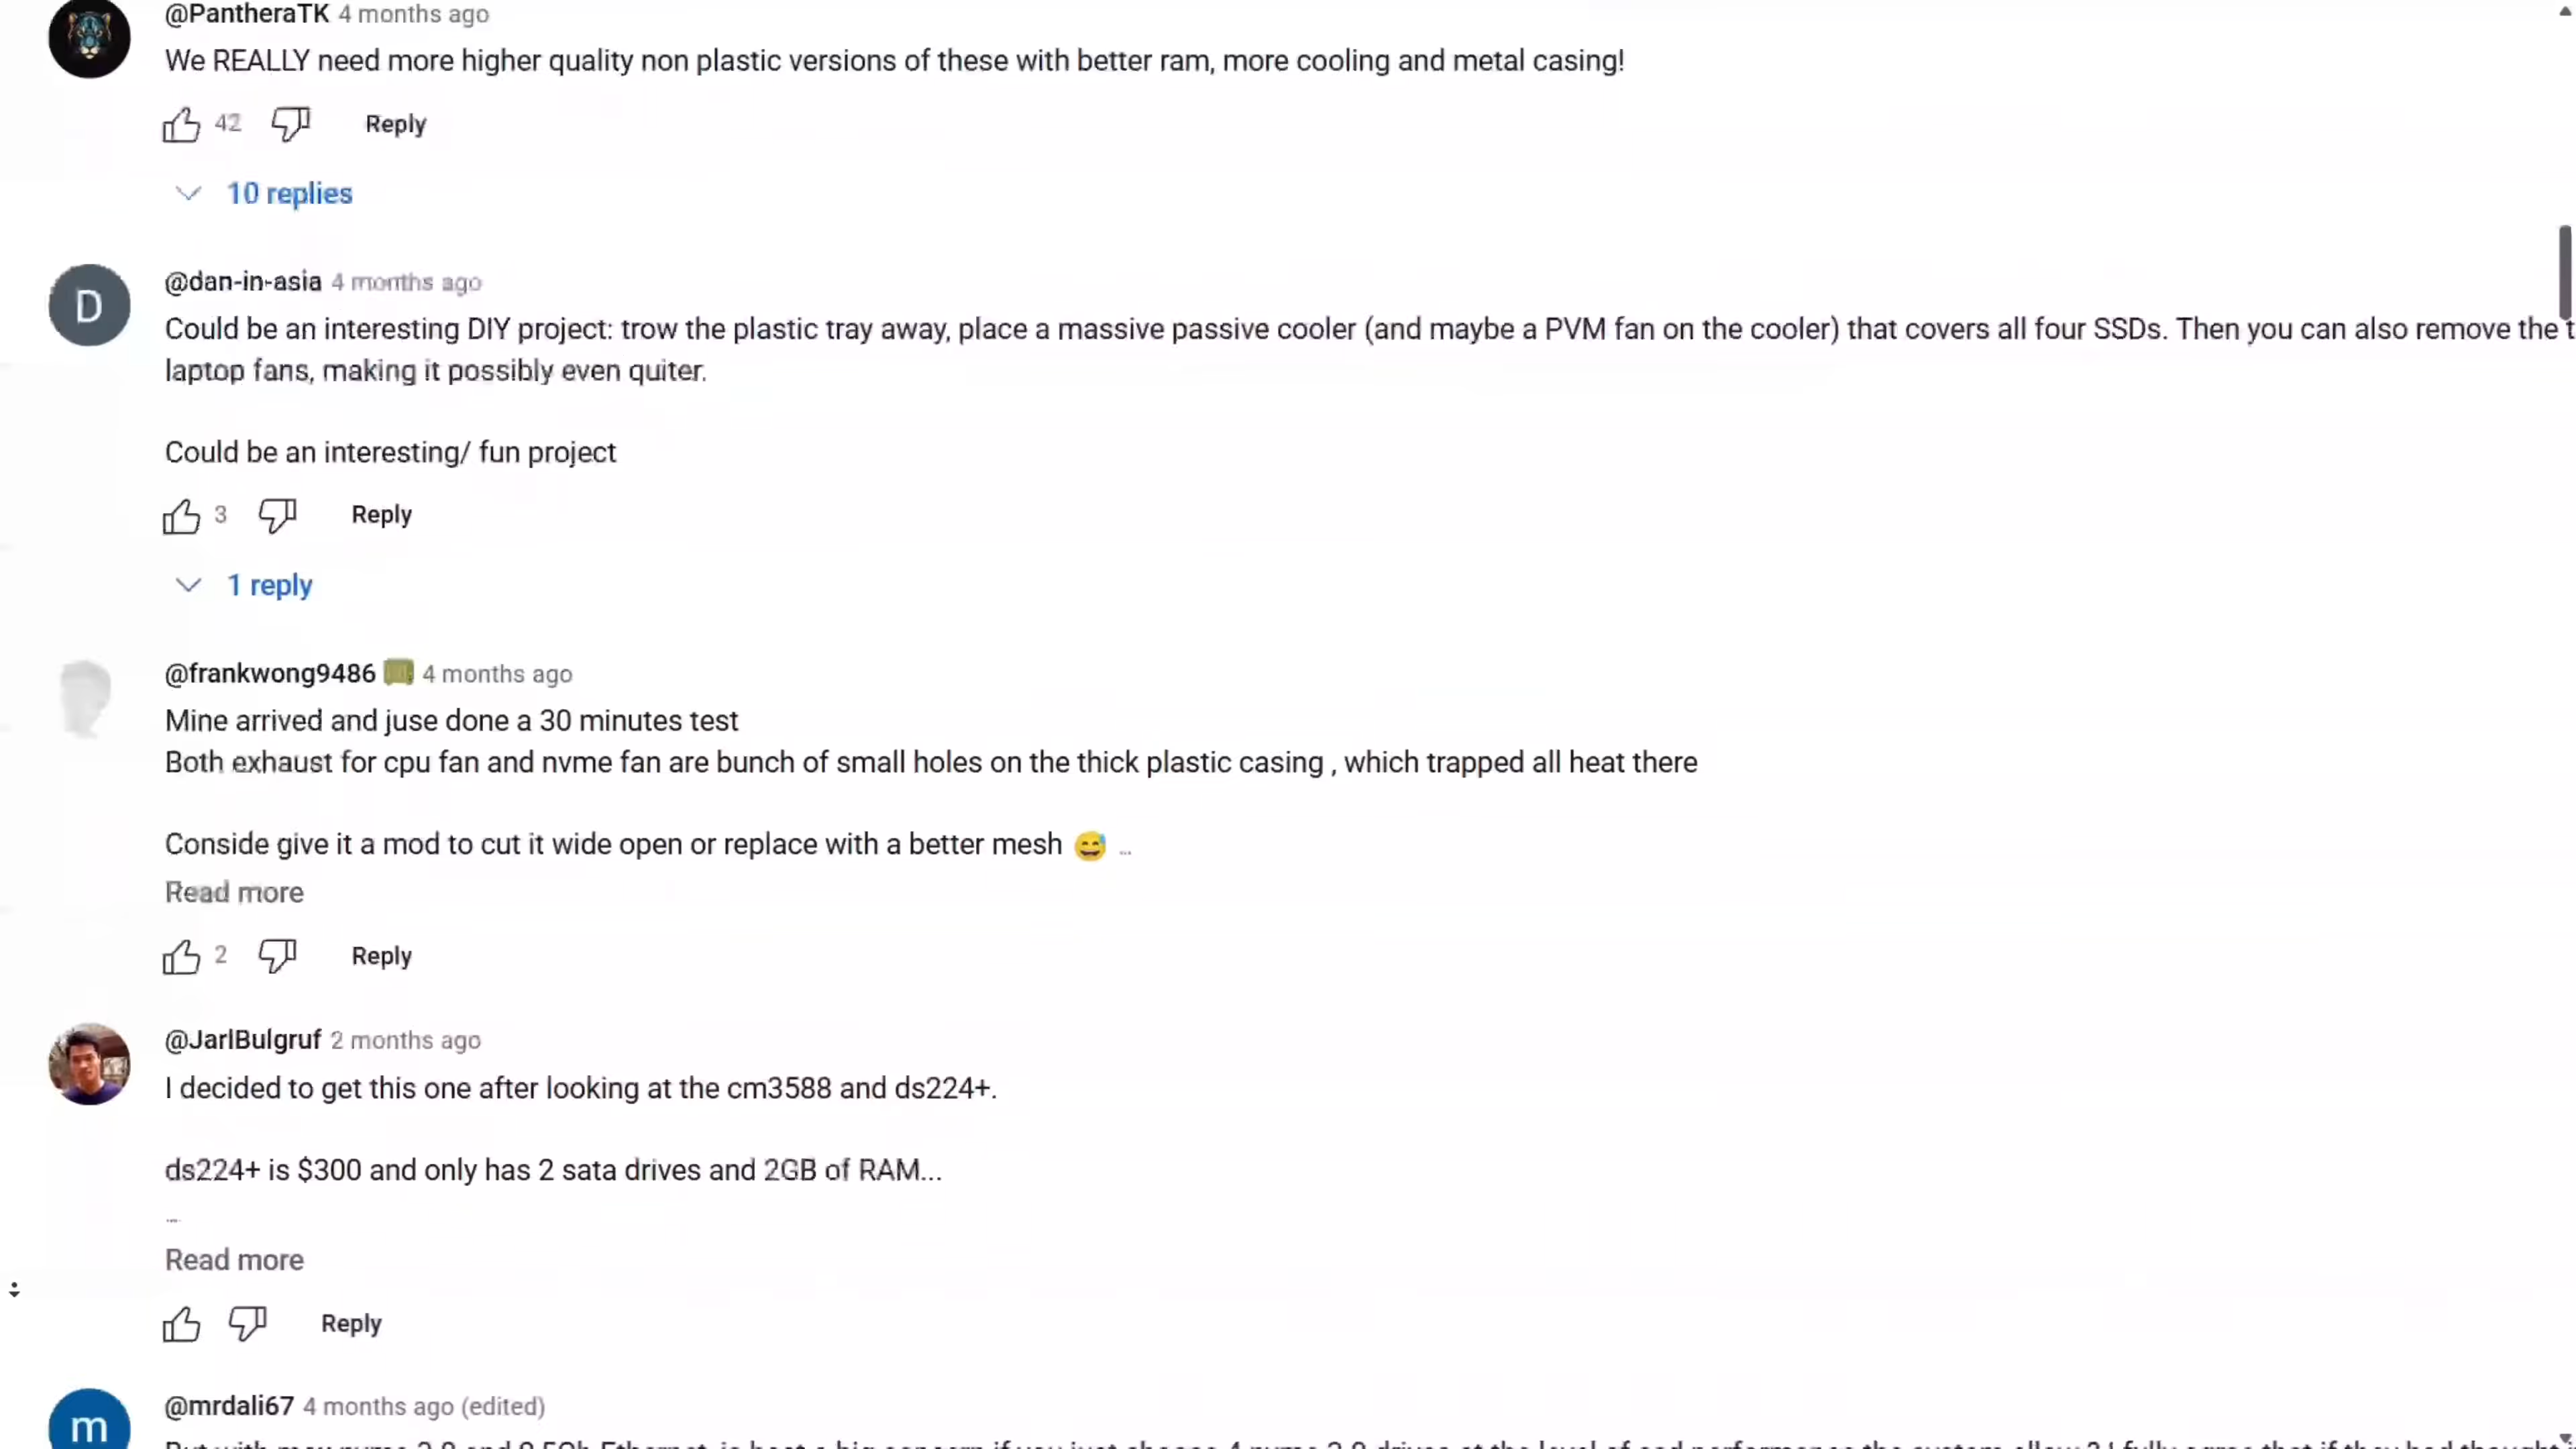 @PantheraTK 4 months ago
We REALLY need more higher quality non plastic versions of these with better ram, more cooling and metal casing!
42 Reply
10 replies
D
@dan-in-asia 4 months ago
Could be an interesting DIY project: trow the plastic tray away, place a massive passive cooler (and maybe a PVM fan on the cooler) that covers all four SSDs. Then you can also remove the
laptop fans, making it possibly even quiter.
Could be an interesting/ fun project
3 Reply
1 reply
@frankwong9486 4 months ago
Mine arrived and juse done a 30 minutes test
Both exhaust for cpu fan and nvme fan are bunch of small holes on the thick plastic casing , which trapped all heat there
Conside give it a mod to cut it wide open or replace with a better mesh 😅 ...
Read more
2 Reply
@JarlBulgruf 2 months ago
I decided to get this one after looking at the cm3588 and ds224+.
ds224+ is $300 and only has 2 sata drives and 2GB of RAM...
...
Read more
Reply
m
@mrdali67 4 months ago (edited)